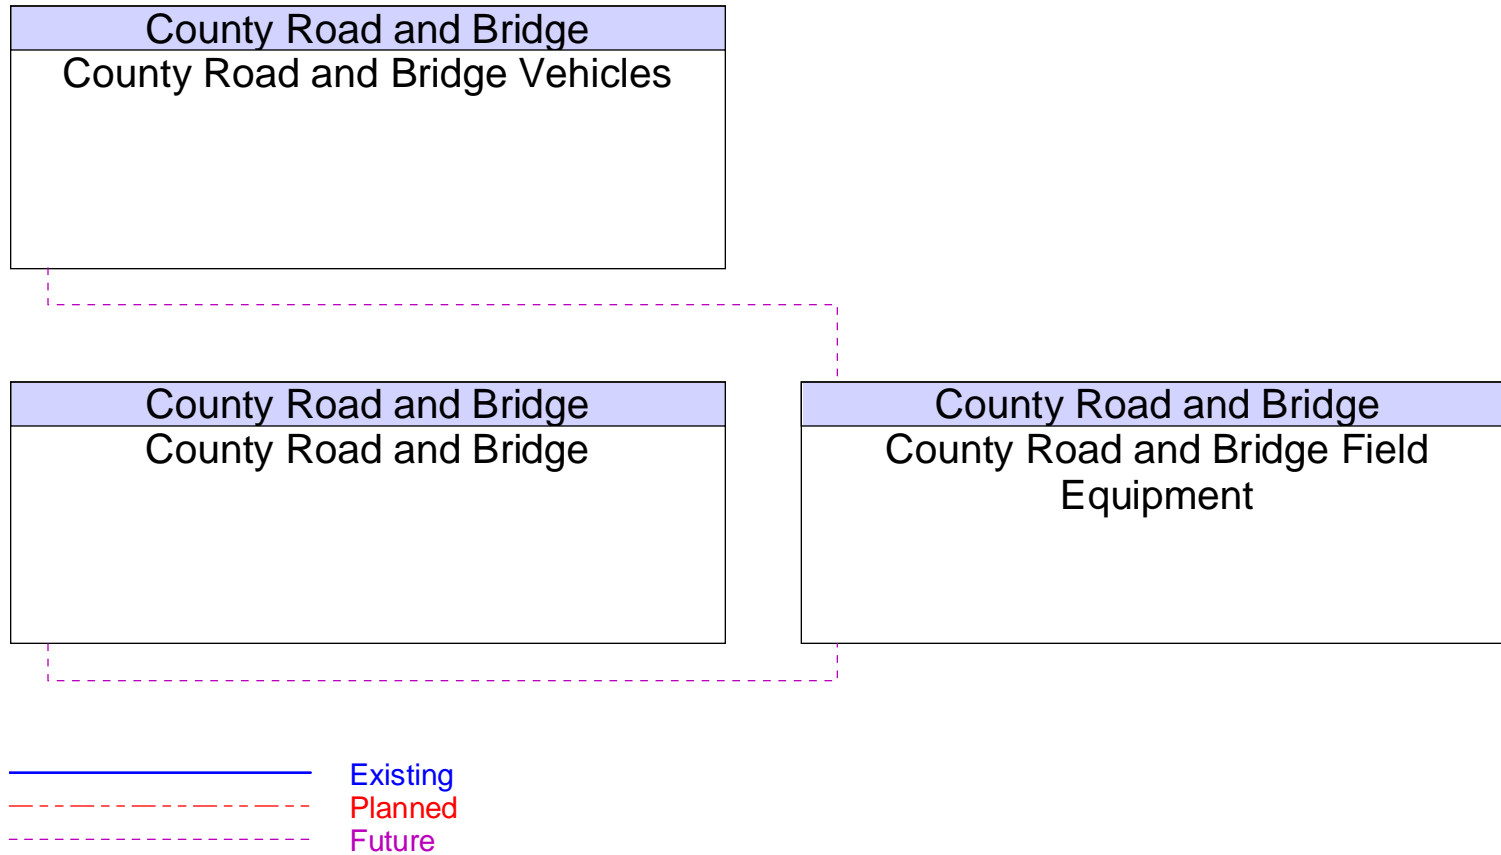 County Road and Bridge
County Road and Bridge Vehicles
County Road and Bridge
County Road and Bridge
County Road and Bridge
County Road and Bridge Field
Equipment
Existing
Planned
Future